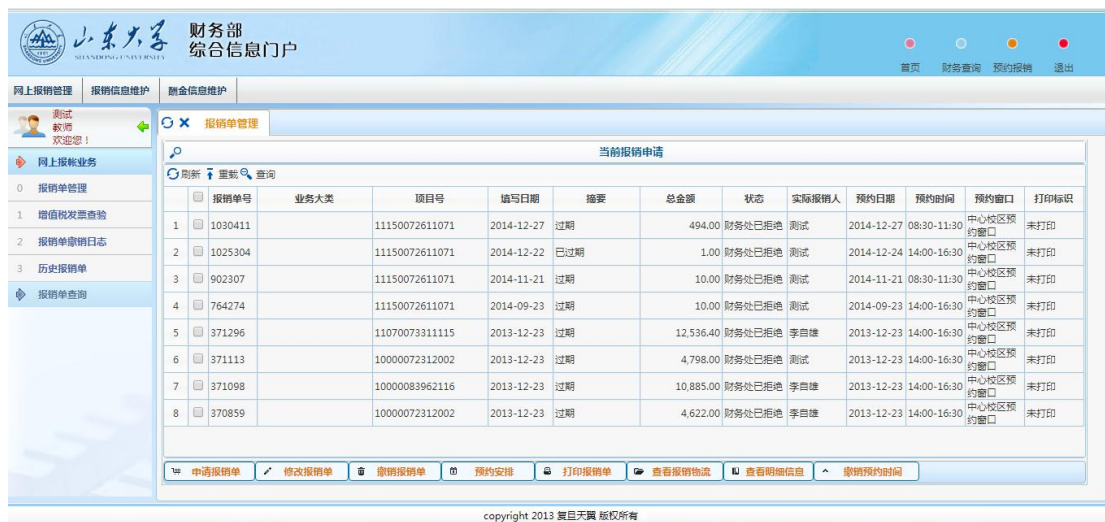 山东大学
SHANDONG UNIVERSITY
财务部
综合信息门户
首页 财务查询 预约报销 退出
网上报销管理 报销信息维护 酬金信息维护
测试
教师
欢迎您！
报销单管理
网上报帐业务
0 报销单管理
1 增值税发票查验
2 报销单撤销日志
3 历史报销单
报销单查询
当前报销申请
刷新 重载 查询
报销单号 业务大类 项目号 填写日期 摘要 总金额 状态 实际报销人 预约日期 预约时间 预约窗口 打印标识
1 1030411 11150072611071 2014-12-27 过期 494.00 财务处已拒绝 测试 2014-12-27 08:30-11:30 中心校区预约窗口 未打印
2 1025304 11150072611071 2014-12-22 已过期 1.00 财务处已拒绝 测试 2014-12-24 14:00-16:30 中心校区预约窗口 未打印
3 902307 11150072611071 2014-11-21 过期 10.00 财务处已拒绝 测试 2014-11-21 08:30-11:30 中心校区预约窗口 未打印
4 764274 11150072611071 2014-09-23 过期 10.00 财务处已拒绝 测试 2014-09-23 14:00-16:30 中心校区预约窗口 未打印
5 371296 11070073311115 2013-12-23 过期 12,536.40 财务处已拒绝 李自雄 2013-12-23 14:00-16:30 中心校区预约窗口 未打印
6 371113 10000072312002 2013-12-23 过期 4,798.00 财务处已拒绝 测试 2013-12-23 14:00-16:30 中心校区预约窗口 未打印
7 371098 10000083962116 2013-12-23 过期 10,885.00 财务处已拒绝 李自雄 2013-12-23 14:00-16:30 中心校区预约窗口 未打印
8 370859 10000072312002 2013-12-23 过期 4,622.00 财务处已拒绝 李自雄 2013-12-23 14:00-16:30 中心校区预约窗口 未打印
申请报销单 修改报销单 撤销报销单 预约安排 打印报销单 查看报销物流 查看明细信息 撤销预约时间
copyright 2013 复旦天翼 版权所有